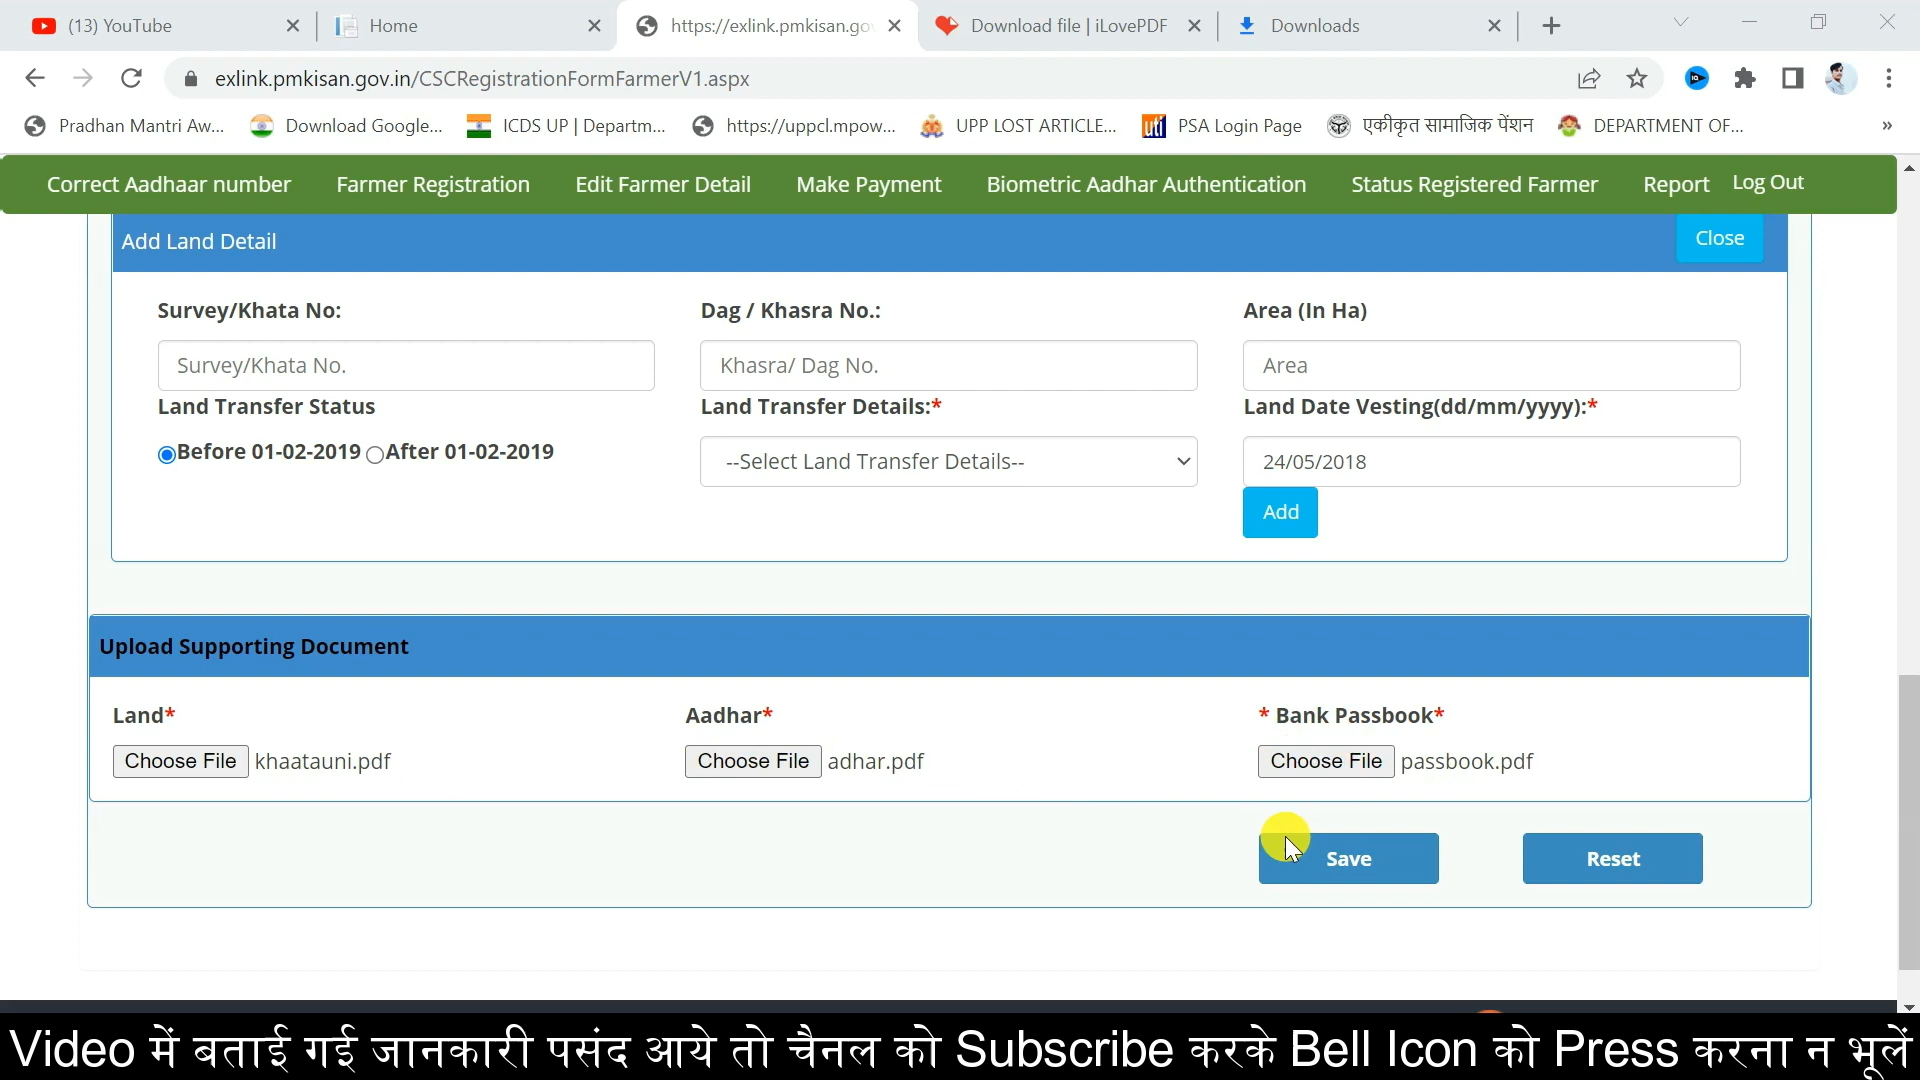 (13) YouTube
Home
https://exlink.pmkisan.go
Download file | iLovePDF
Downloads
exlink.pmkisan.gov.in/CSCRegistrationFormFarmerV1.aspx
Pradhan Mantri Aw...
Download Google...
ICDS UP | Departm...
https://uppcl.mpow...
UPP LOST ARTICLE...
uti PSA Login Page
एकीकृत सामाजिक पेंशन
DEPARTMENT OF...
»
Correct Aadhaar number Farmer Registration Edit Farmer Detail Make Payment Biometric Aadhar Authentication Status Registered Farmer Report Log Out
Add Land Detail
Close
Survey/Khata No: Dag / Khasra No.: Area (In Ha)
Survey/Khata No. Khasra/ Dag No. Area
Land Transfer Status Land Transfer Details:* Land Date Vesting(dd/mm/yyyy):*
Before 01-02-2019 After 01-02-2019 --Select Land Transfer Details-- 24/05/2018
Add
Upload Supporting Document
Land* Aadhar* * Bank Passbook*
Choose File khaatauni.pdf Choose File adhar.pdf Choose File passbook.pdf
Save Reset
Video में बताई गई जानकारी पसंद आये तो चैनल को Subscribe करके Bell Icon को Press करना न भूलें